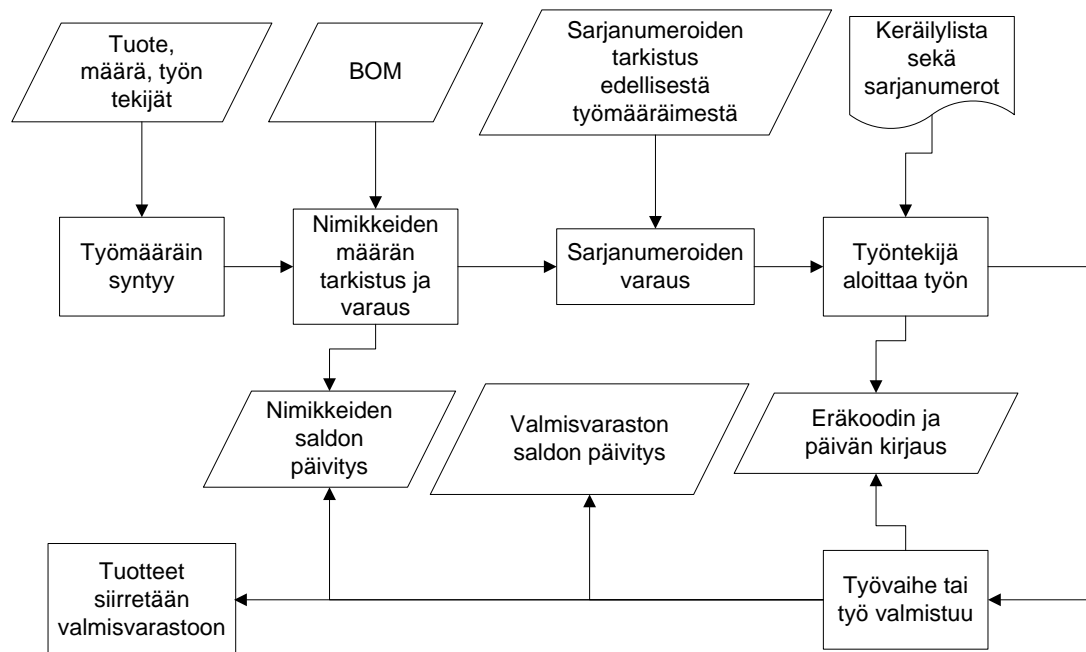 Tuote,
määrä, työn
tekijät
BOM
Sarjanumeroiden
tarkistus
edellisestä
työmääräimestä
Keräilylista
sekä
sarjanumerot
Työmääräin
syntyy
Nimikkeiden
määrän
tarkistus ja
varaus
Sarjanumeroiden
varaus
Työntekijä
aloittaa työn
Nimikkeiden
saldon
päivitys
Valmisvaraston
saldon päivitys
Eräkoodin ja
päivän kirjaus
Tuotteet
siirretään
valmisvarastoon
Työvaihe tai
työ valmistuu